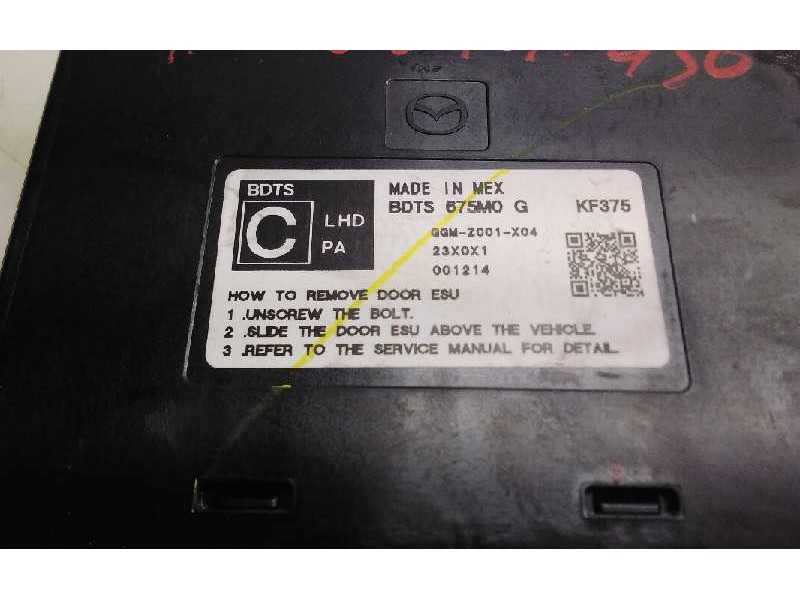 BDTS
C
LHD
PA
MADE IN MEX
BDTS 675M0 G KF375
GGM-Z001-X04
23X0X1
001214
HOW TO REMOVE DOOR ESU
1 .UNSCREW THE BOLT.
2 .SLIDE THE DOOR ESU ABOVE THE VEHICLE.
3 .REFER TO THE SERVICE MANUAL FOR DETAIL.